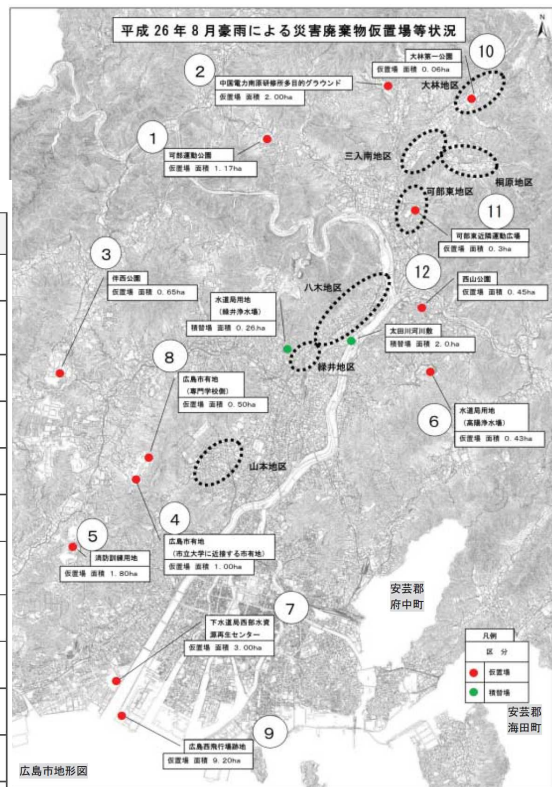 平成26年8月豪雨による災害廃棄物仮置場等状況
N
10
大林第一公園
仮置場 面積 0.06ha
大林地区
2
中国電力南原研修所多目的グラウンド
仮置場 面積 2.00ha
1
可部運動公園
仮置場 面積 1.17ha
三入南地区
桐原地区
可部東地区
11
可部東近隣運動広場
仮置場 面積 0.3ha
3
伴西公園
仮置場 面積 0.65ha
八木地区
12
西山公園
仮置場 面積 0.45ha
水道局用地
(緑井浄水場)
積替場 面積 0.26ha
太田川河川敷
積替場 面積 2.0ha
緑井地区
8
広島市有地
(専門学校側)
仮置場 面積 0.50ha
6
水道局用地
(高陽浄水場)
仮置場 面積 0.43ha
山本地区
4
広島市有地
(市立大学に近接する市有地)
仮置場 面積 1.00ha
5
消防訓練用地
仮置場 面積 1.80ha
安芸郡
府中町
7
下水道局西部水資
源再生センター
仮置場 面積 3.00ha
凡例
区 分
仮置場
積替場
安芸郡
海田町
9
広島西飛行場跡地
仮置場 面積 9.20ha
広島市地形図